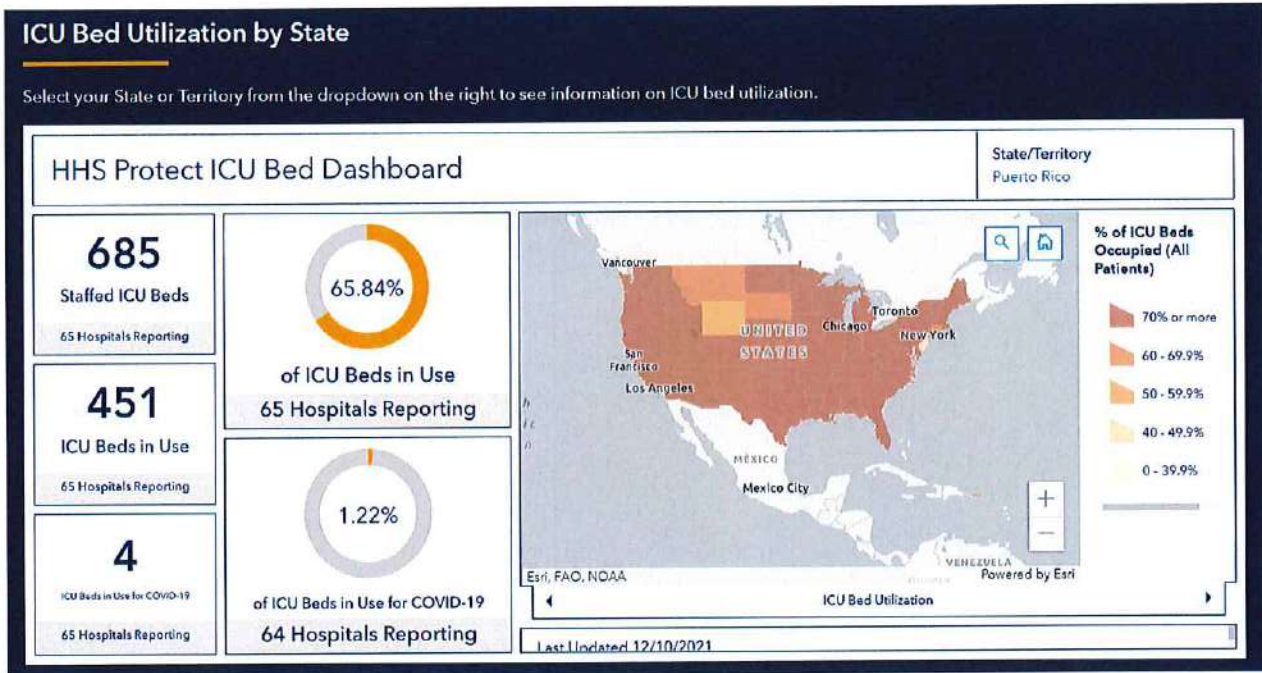 ICU Bed Utilization by State
Select your State or Territory from the dropdown on the right to see information on ICU bed utilization.
HHS Protect ICU Bed Dashboard
State/Territory
Puerto Rico
685
Staffed ICU Beds
65 Hospitals Reporting
451
ICU Beds in Use
65 Hospitals Reporting
4
ICU Beds in Use for COVID-19
65 Hospitals Reporting
65.84%
of ICU Beds in Use
65 Hospitals Reporting
1.22%
of ICU Beds in Use for COVID-19
64 Hospitals Reporting
Vancouver
Toronto
Chicago
New York
UNITED
STATES
San
Francisco
Los Angeles
MÉXICO
Mexico City
VENEZUELA
Esri, FAO, NOAA
Powered by Esri
+
−
ICU Bed Utilization
Last Updated 12/10/2021
% of ICU Beds
Occupied (All
Patients)
70% or more
60 - 69.9%
50 - 59.9%
40 - 49.9%
0 - 39.9%